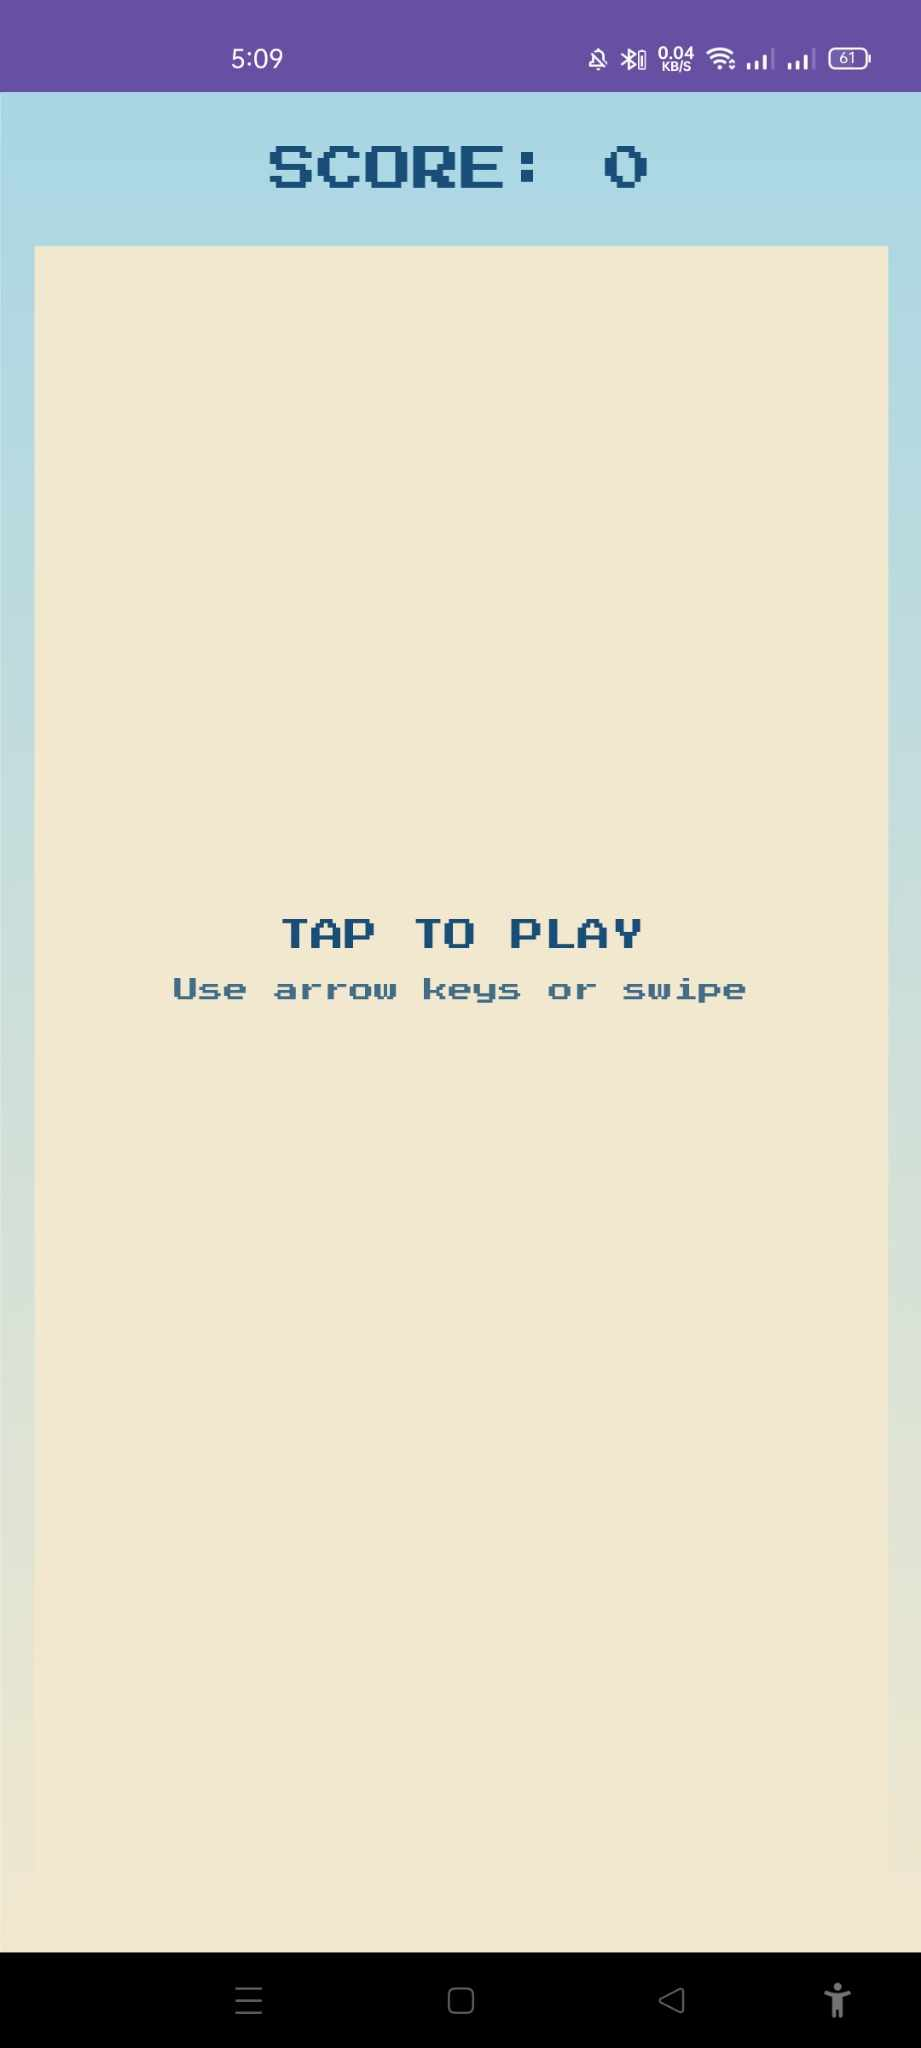 5:09 0.04 KB/S 61
SCORE: 0
TAP TO PLAY
Use arrow keys or swipe